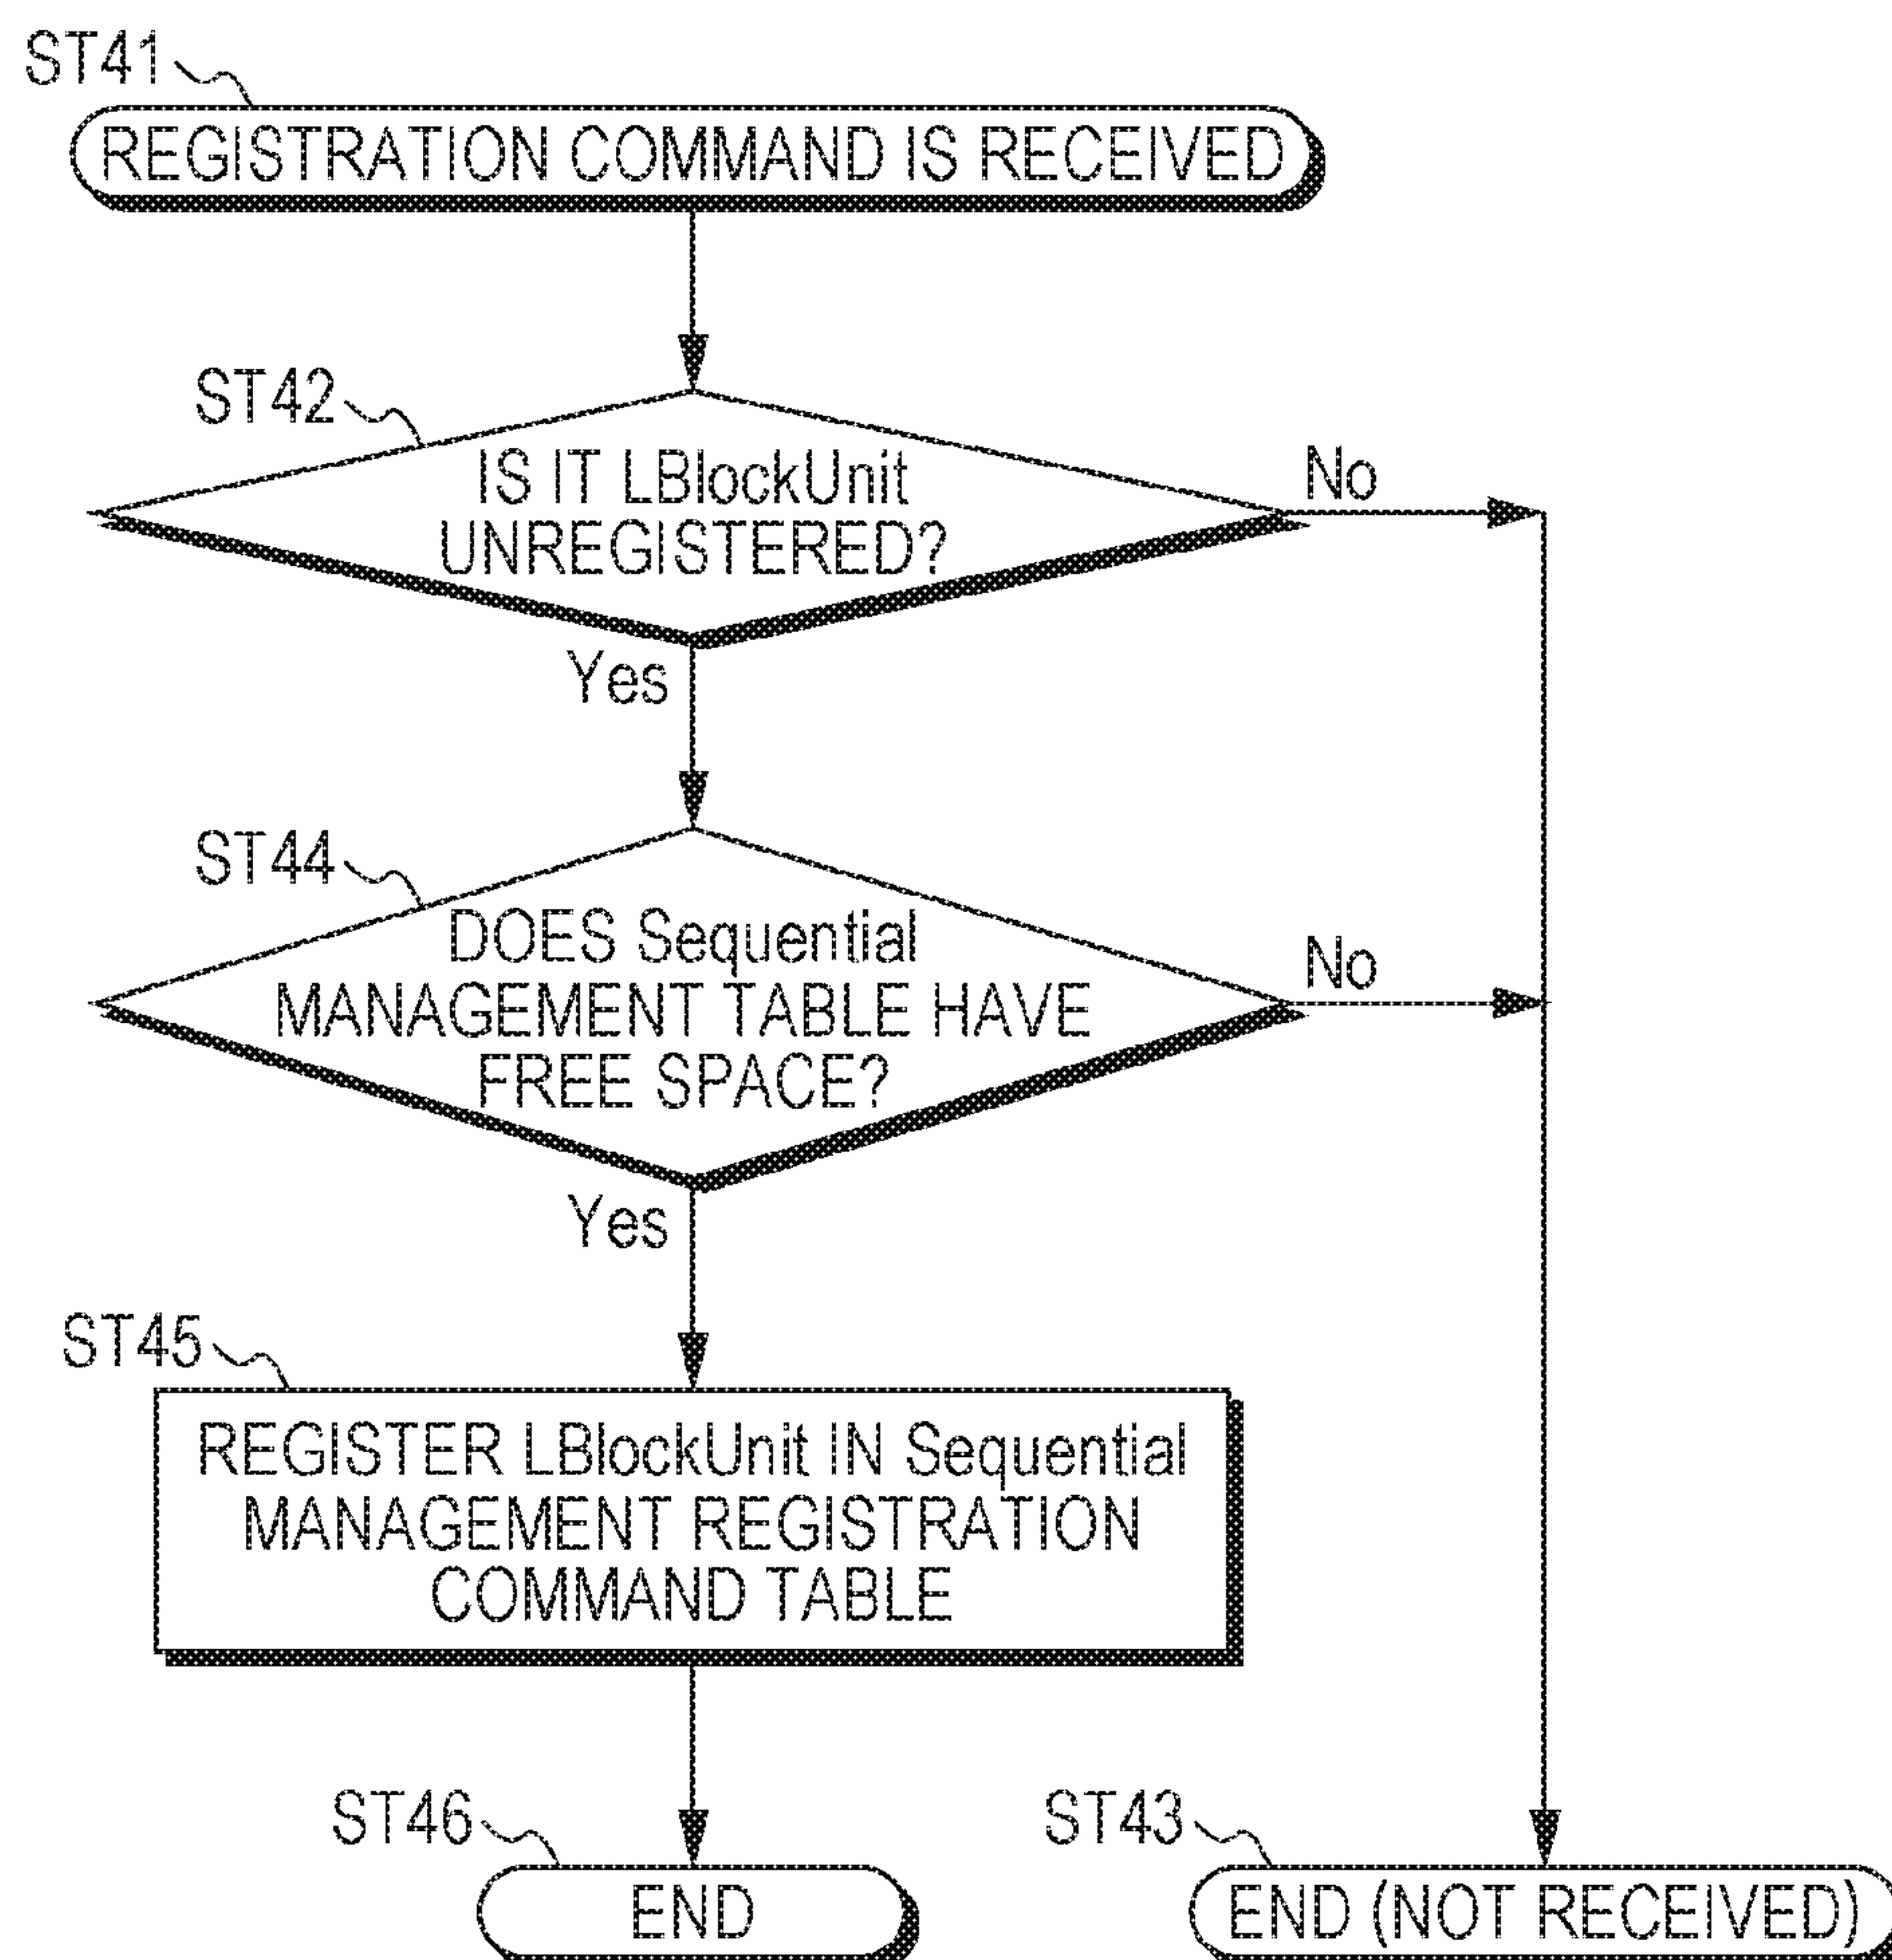 ST41
REGISTRATION COMMAND IS RECEIVED
ST42
IS IT LBlockUnit
UNREGISTERED?
No
Yes
ST44
DOES Sequential
MANAGEMENT TABLE HAVE
FREE SPACE?
No
Yes
ST45
REGISTER LBlockUnit IN Sequential
MANAGEMENT REGISTRATION
COMMAND TABLE
ST46
END
ST43
END (NOT RECEIVED)